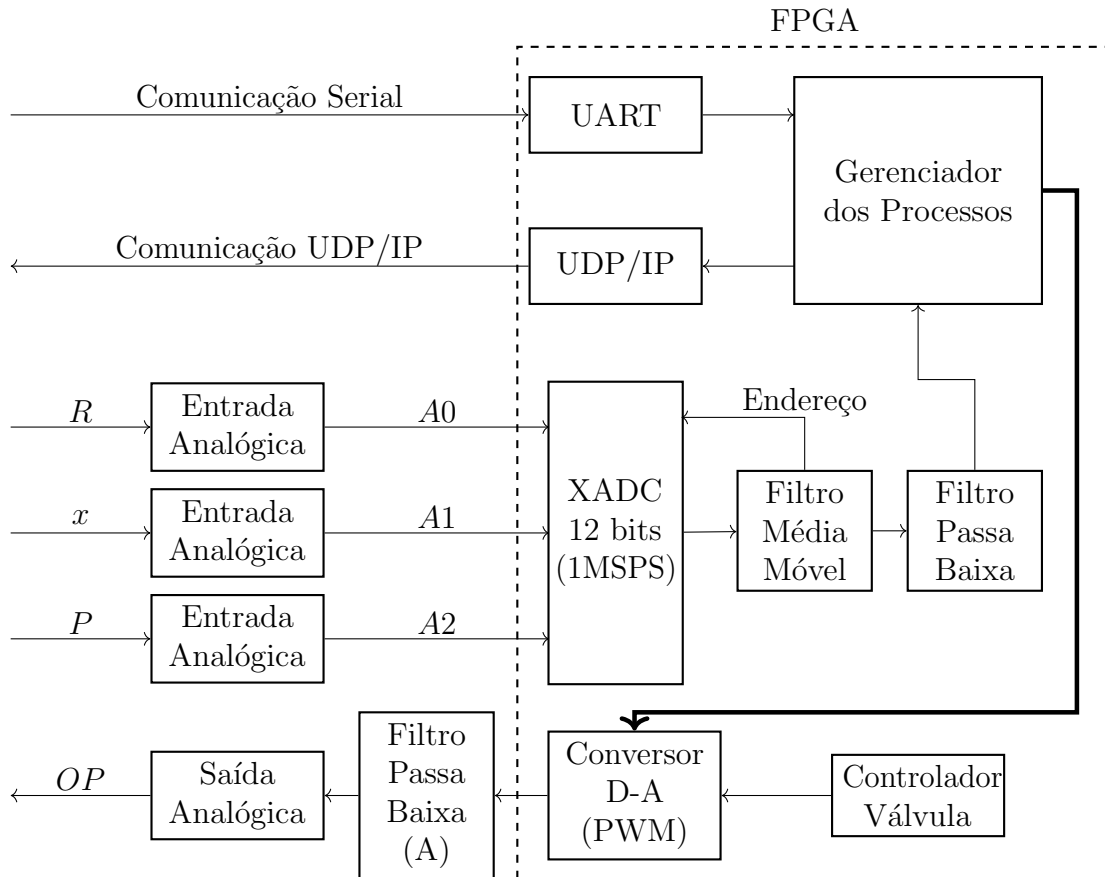 FPGA
Comunicação Serial
UART
Gerenciador
dos Processos
Comunicação UDP/IP
UDP/IP
R
Entrada
Analógica
A0
x
Entrada
Analógica
A1
P
Entrada
Analógica
A2
XADC
12 bits
(1MSPS)
Endereço
Filtro
Média
Móvel
Filtro
Passa
Baixa
OP
Saída
Analógica
Filtro
Passa
Baixa
(A)
Conversor
D-A
(PWM)
Controlador
Válvula